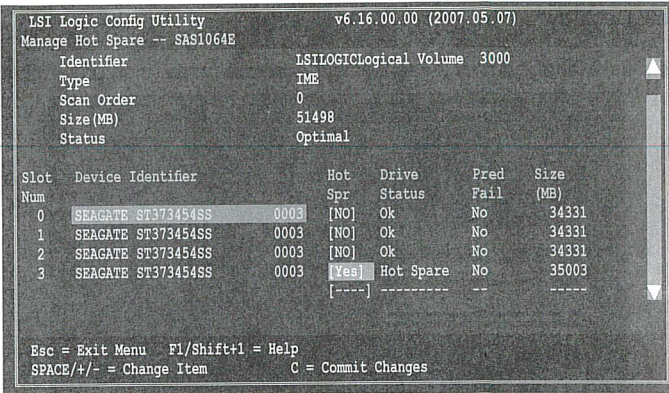 LSI Logic Config Utility v6.16.00.00 (2007.05.07)
Manage Hot Spare -- SAS1064E
Identifier LSILOGICLogical Volume 3000
Type IME
Scan Order 0
Size(MB) 51498
Status Optimal
Slot Device Identifier Hot Drive Pred Size
Num Spr Status Fail (MB)
0 SEAGATE ST373454SS 0003 [NO] Ok No 34331
1 SEAGATE ST373454SS 0003 [NO] Ok No 34331
2 SEAGATE ST373454SS 0003 [NO] Ok No 34331
3 SEAGATE ST373454SS 0003 [Yes] Hot Spare No 35003
[----] --------- -- -----
Esc = Exit Menu F1/Shift+1 = Help
SPACE/+/- = Change Item C = Commit Changes